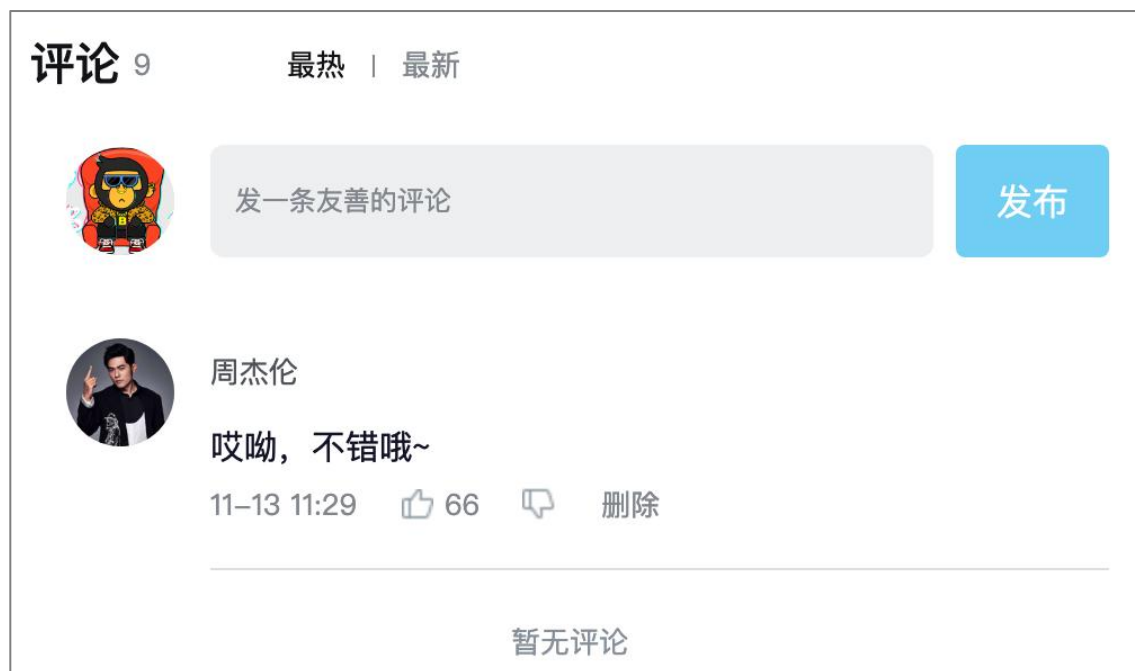 评论 9 最热 | 最新
发一条友善的评论 发布
周杰伦
哎呦，不错哦~
11-13 11:29 66 删除
暂无评论